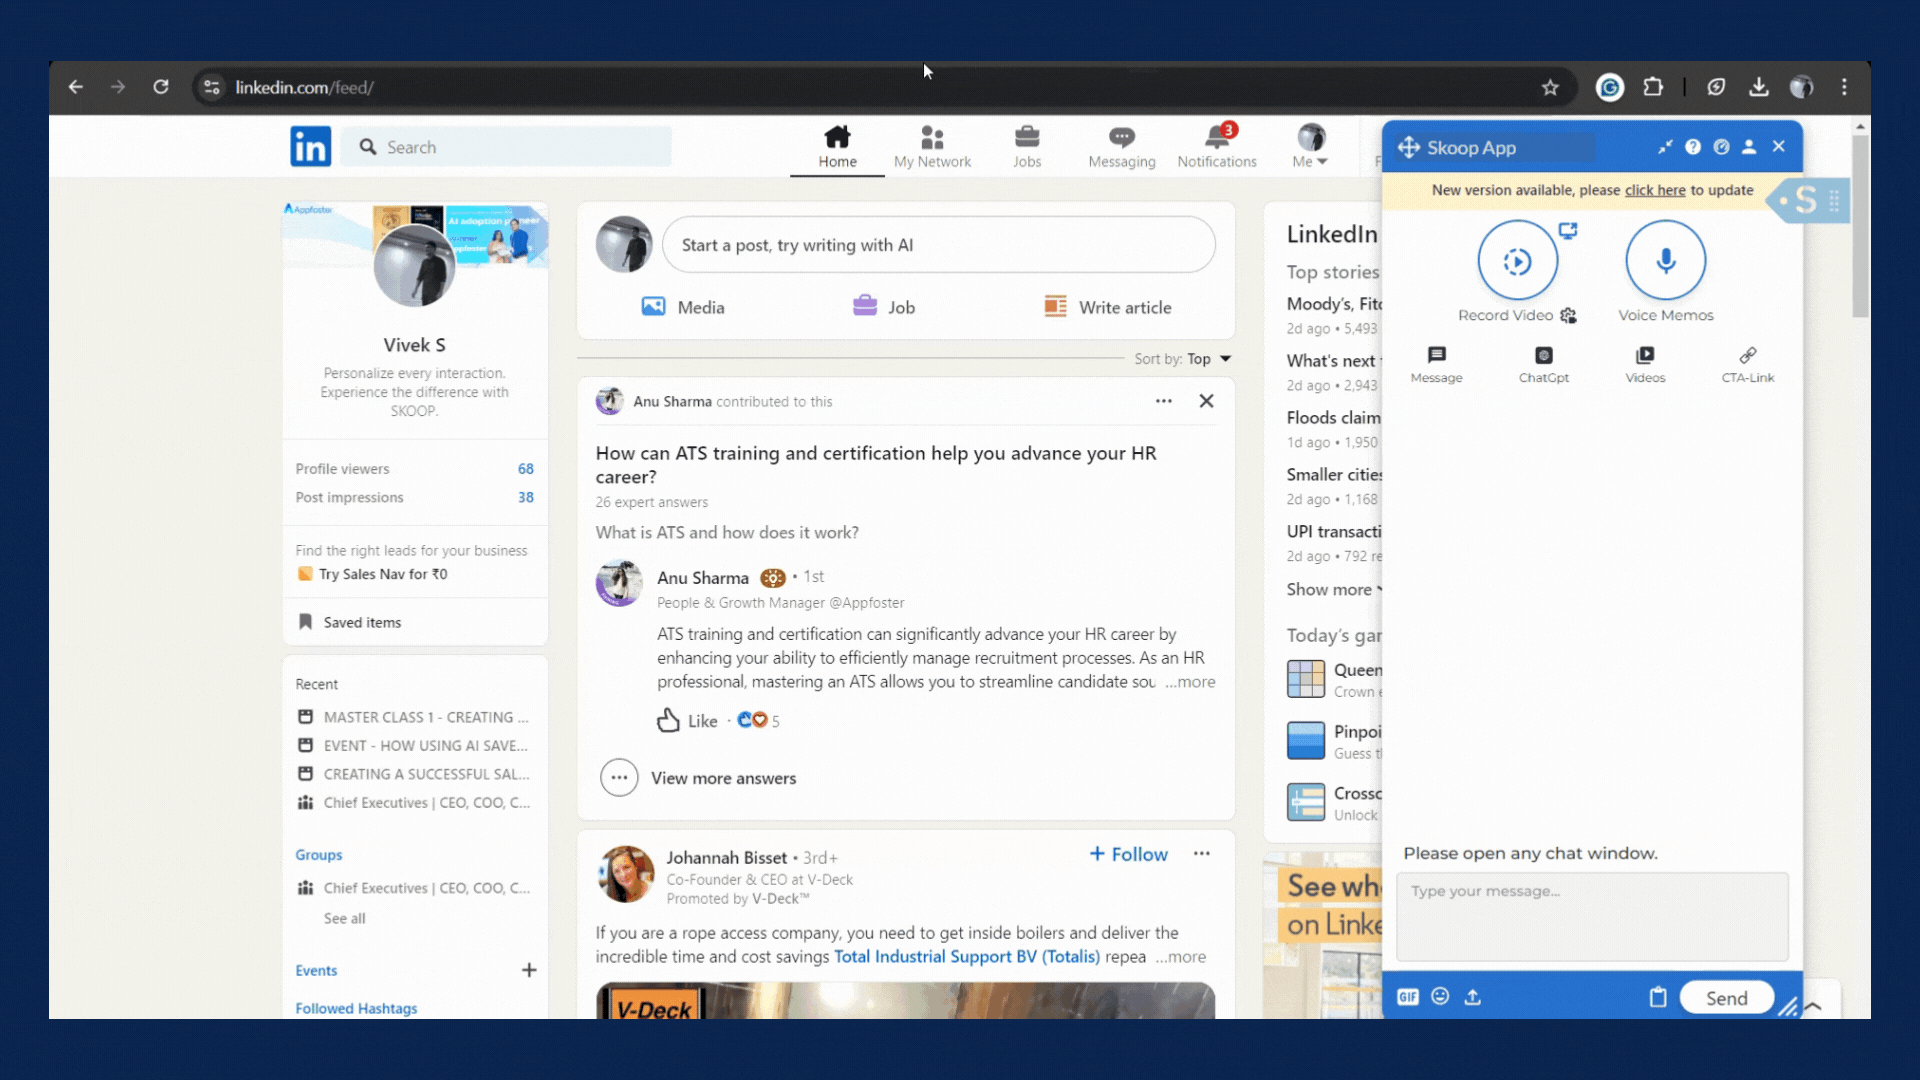 linkedin.com/feed/
in
Search
Home
My Network
Jobs
Messaging
3
Notifications
Me
F
Skoop App
New version available, please click here to update
S
Record Video
Voice Memos
Message
ChatGpt
Videos
CTA-Link
Please open any chat window.
Type your message...
GIF
Send
Appfoster
Vivek S
Personalize every interaction.
Experience the difference with
SKOOP.
Profile viewers 68
Post impressions 38
Find the right leads for your business
Try Sales Nav for ₹0
Saved items
Recent
MASTER CLASS 1 - CREATING ...
EVENT - HOW USING AI SAVE...
CREATING A SUCCESSFUL SAL...
Chief Executives | CEO, COO, C...
Groups
Chief Executives | CEO, COO, C...
See all
Events
Followed Hashtags
Start a post, try writing with AI
Media
Job
Write article
Sort by: Top
Anu Sharma contributed to this
How can ATS training and certification help you advance your HR
career?
26 expert answers
What is ATS and how does it work?
Anu Sharma • 1st
People & Growth Manager @Appfoster
ATS training and certification can significantly advance your HR career by
enhancing your ability to efficiently manage recruitment processes. As an HR
professional, mastering an ATS allows you to streamline candidate sou ...more
Like · 5
View more answers
Johannah Bisset • 3rd+
+ Follow
Co-Founder & CEO at V-Deck
Promoted by V-Deck™
If you are a rope access company, you need to get inside boilers and deliver the
incredible time and cost savings Total Industrial Support BV (Totalis) repea ...more
V-Deck
LinkedIn
Top stories
Moody's, Fitc
2d ago • 5,493
What's next
2d ago • 2,943
Floods claim
1d ago • 1,950
Smaller cities
2d ago • 1,168
UPI transacti
2d ago • 792 re
Show more
Today's gar
Queen
Crown e
Pinpoi
Guess t
Crossc
Unlock
See wh
on Linke